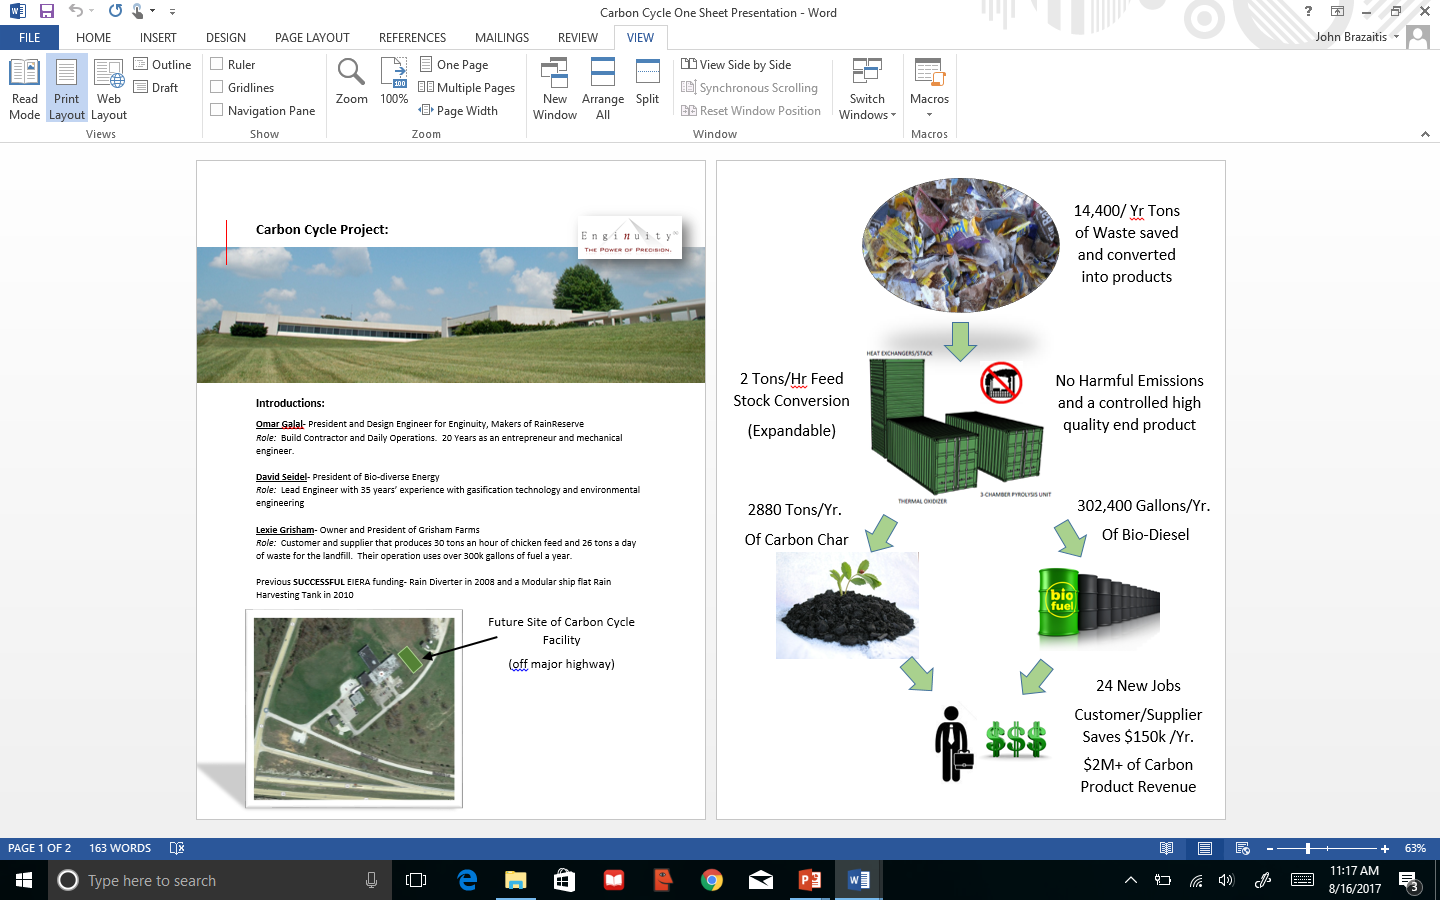 Carbon Cycle One Sheet Presentation - Word
?
FILE
HOME
INSERT
DESIGN
PAGE LAYOUT
REFERENCES
MAILINGS
REVIEW
VIEW
John Brazaitis
Read Mode
Print Layout
Web Layout
Outline
Draft
Views
Ruler
Gridlines
Navigation Pane
Show
Zoom
100
100%
One Page
Multiple Pages
Page Width
Zoom
New Window
Arrange All
Split
View Side by Side
Synchronous Scrolling
Reset Window Position
Window
Switch Windows
Macros
Macros
Carbon Cycle Project:
Enginuity
THE POWER OF PRECISION.
Introductions:
Omar Galal- President and Design Engineer for Enginuity, Makers of RainReserve
Role: Build Contractor and Daily Operations. 20 Years as an entrepreneur and mechanical
engineer.
David Seidel- President of Bio-diverse Energy
Role: Lead Engineer with 35 years' experience with gasification technology and environmental
engineering
Lexie Grisham- Owner and President of Grisham Farms
Role: Customer and supplier that produces 30 tons an hour of chicken feed and 26 tons a day
of waste for the landfill. Their operation uses over 300k gallons of fuel a year.
Previous SUCCESSFUL EIERA funding- Rain Diverter in 2008 and a Modular ship flat Rain
Harvesting Tank in 2010
Future Site of Carbon Cycle
Facility
(off major highway)
14,400/ Yr Tons
of Waste saved
and converted
into products
HEAT EXCHANGERS/STACK
2 Tons/Hr Feed
Stock Conversion
(Expandable)
No Harmful Emissions
and a controlled high
quality end product
THERMAL OXIDIZER
3-CHAMBER PYROLYSIS UNIT
2880 Tons/Yr.
Of Carbon Char
302,400 Gallons/Yr.
Of Bio-Diesel
bio
fuel
$$$
24 New Jobs
Customer/Supplier
Saves $150k /Yr.
$2M+ of Carbon
Product Revenue
PAGE 1 OF 2
163 WORDS
63%
Type here to search
11:17 AM
8/16/2017
3